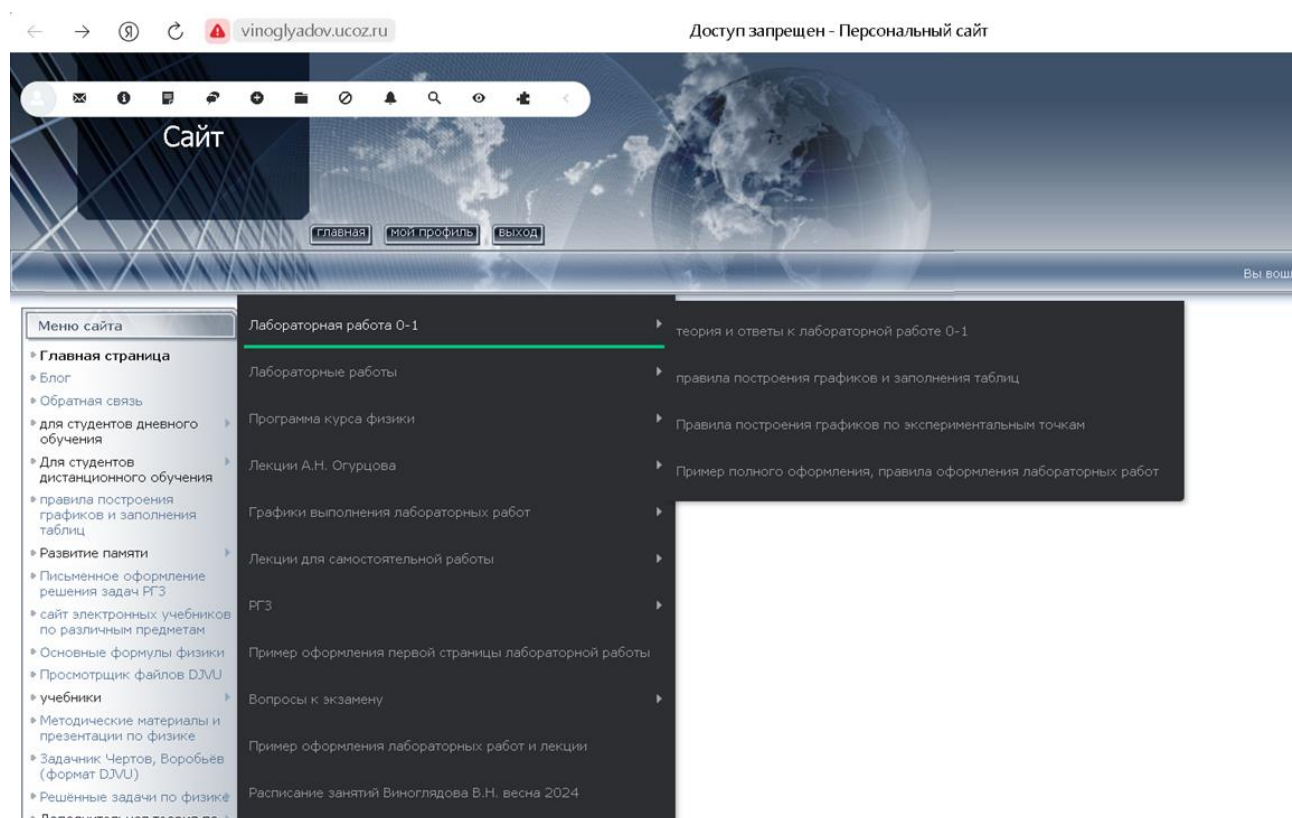 vinoglyadov.ucoz.ru
Доступ запрещен - Персональный сайт
Сайт
главная
мой профиль
выход
Меню сайта
Главная страница
Блог
Обратная связь
для студентов дневного
обучения
Для студентов
дистанционного обучения
правила построения
графиков и заполнения
таблиц
Развитие памяти
Письменное оформление
решения задач РГЗ
сайт электронных учебников
по различным предметам
Основные формулы физики
Просмотрщик файлов DJVU
учебники
Методические материалы и
презентации по физике
Задачник Чертов, Воробьёв
(формат DJVU)
Решённые задачи по физике
Лабораторная работа 0-1
Лабораторные работы
Программа курса физики
Лекции А.Н. Огурцова
Графики выполнения лабораторных работ
Лекции для самостоятельной работы
РГЗ
Пример оформления первой страницы лабораторной работы
Вопросы к экзамену
Пример оформления лабораторных работ и лекции
Расписание занятий Виноглядова В.Н. весна 2024
теория и ответы к лабораторной работе 0-1
правила построения графиков и заполнения таблиц
Правила построения графиков по экспериментальным точкам
Пример полного оформления, правила оформления лабораторных работ